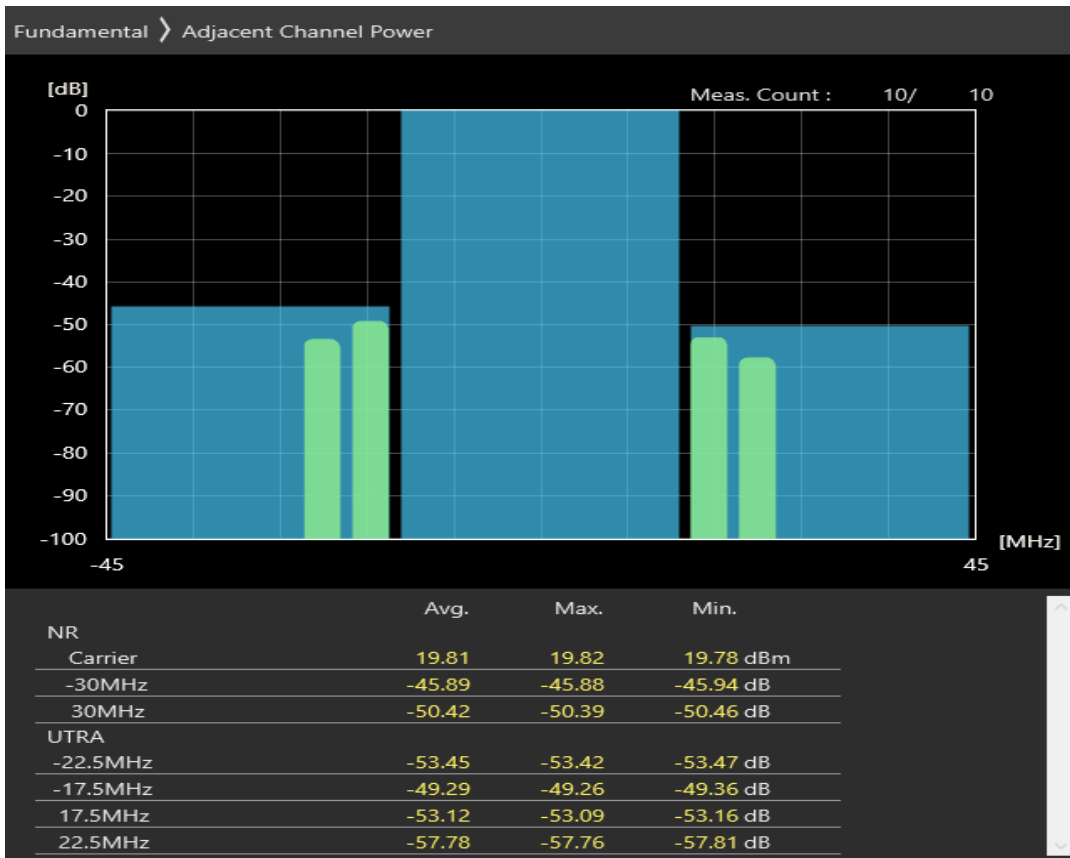 Fundamental 〉 Adjacent Channel Power
[dB]
Meas. Count : 10/ 10
0
-10
-20
-30
-40
-50
-60
-70
-80
-90
-100
[MHz]
-45 45
Avg. Max. Min.
NR
Carrier 19.81 19.82 19.78 dBm
-30MHz -45.89 -45.88 -45.94 dB
30MHz -50.42 -50.39 -50.46 dB
UTRA
-22.5MHz -53.45 -53.42 -53.47 dB
-17.5MHz -49.29 -49.26 -49.36 dB
17.5MHz -53.12 -53.09 -53.16 dB
22.5MHz -57.78 -57.76 -57.81 dB